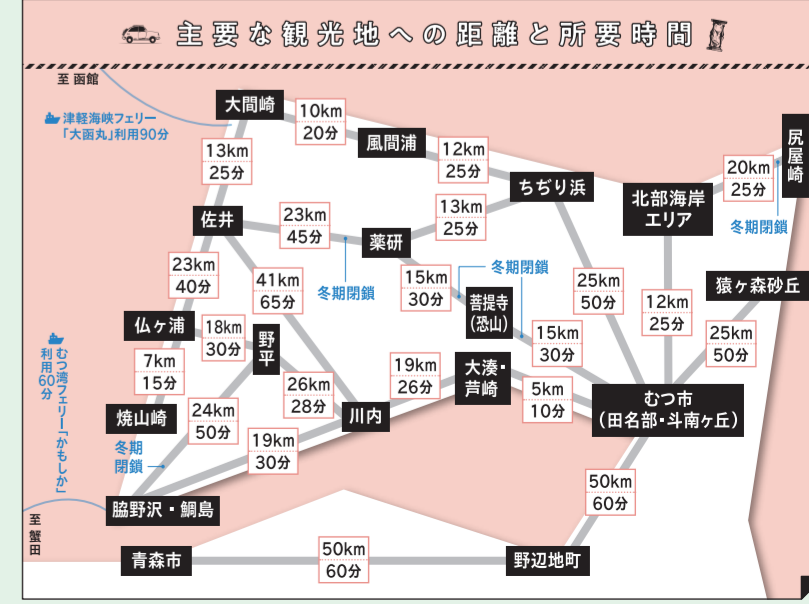 主要な観光地への距離と所要時間
至 函館
津軽海峡フェリー
「大函丸」利用90分
大間崎
10km
20分
風間浦
12km
25分
ちぢり浜
13km
25分
佐井
23km
45分
薬研
13km
25分
冬期閉鎖
北部海岸
エリア
20km
25分
尻屋崎
冬期閉鎖
猿ヶ森砂丘
23km
40分
41km
65分
15km
30分
冬期閉鎖
菩提寺
(恐山)
15km
30分
25km
50分
12km
25分
25km
50分
仏ヶ浦
18km
30分
野平
7km
15分
焼山崎
24km
50分
26km
28分
川内
19km
26分
大湊・
芦崎
5km
10分
むつ市
(田名部・斗南ヶ丘)
冬期
閉鎖
19km
30分
脇野沢・鯛島
むつ湾フェリー「かもしか」
利用60分
至 蟹田
50km
60分
青森市
50km
60分
野辺地町